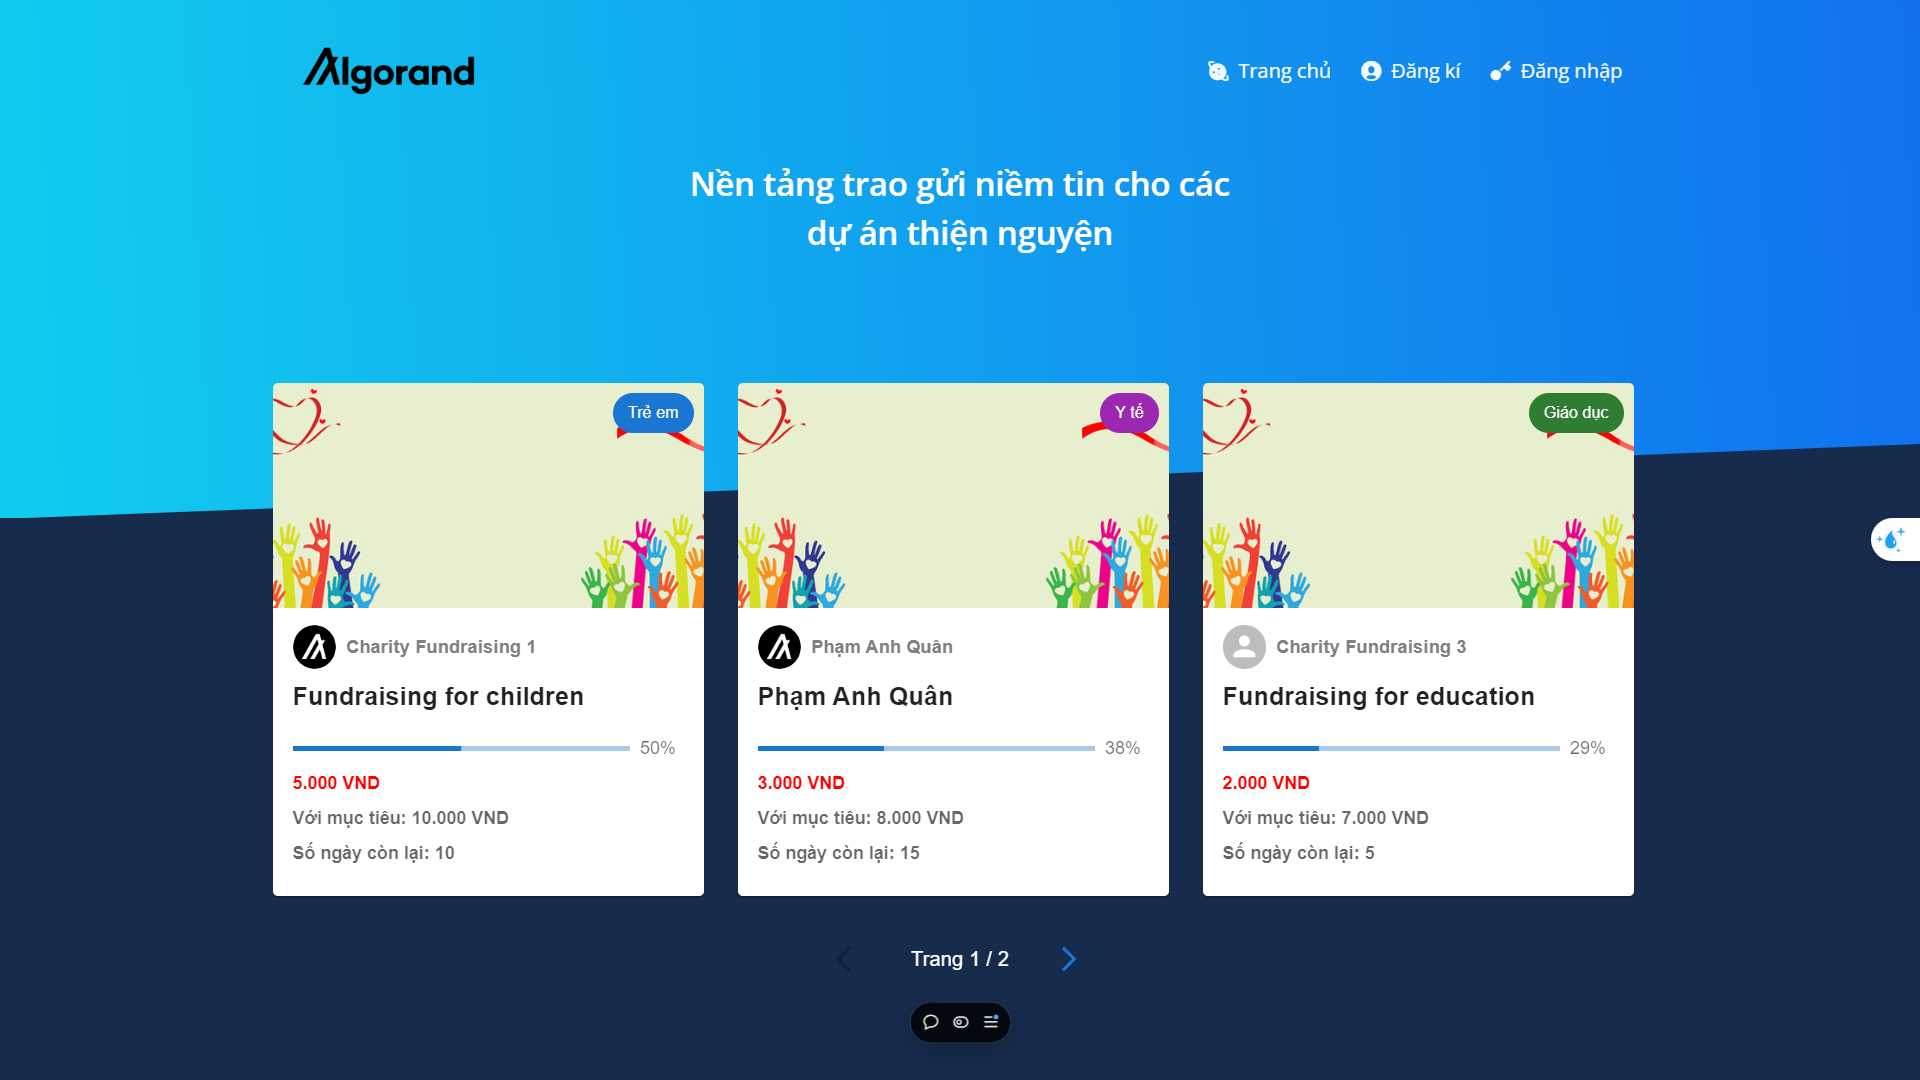 Algorand
Trang chủ
Đăng kí
Đăng nhập
Nền tảng trao gửi niềm tin cho các
dự án thiện nguyện
Trẻ em
Charity Fundraising 1
Fundraising for children
50%
5.000 VND
Với mục tiêu: 10.000 VND
Số ngày còn lại: 10
Y tế
Phạm Anh Quân
Phạm Anh Quân
38%
3.000 VND
Với mục tiêu: 8.000 VND
Số ngày còn lại: 15
Giáo dục
Charity Fundraising 3
Fundraising for education
29%
2.000 VND
Với mục tiêu: 7.000 VND
Số ngày còn lại: 5
Trang 1 / 2